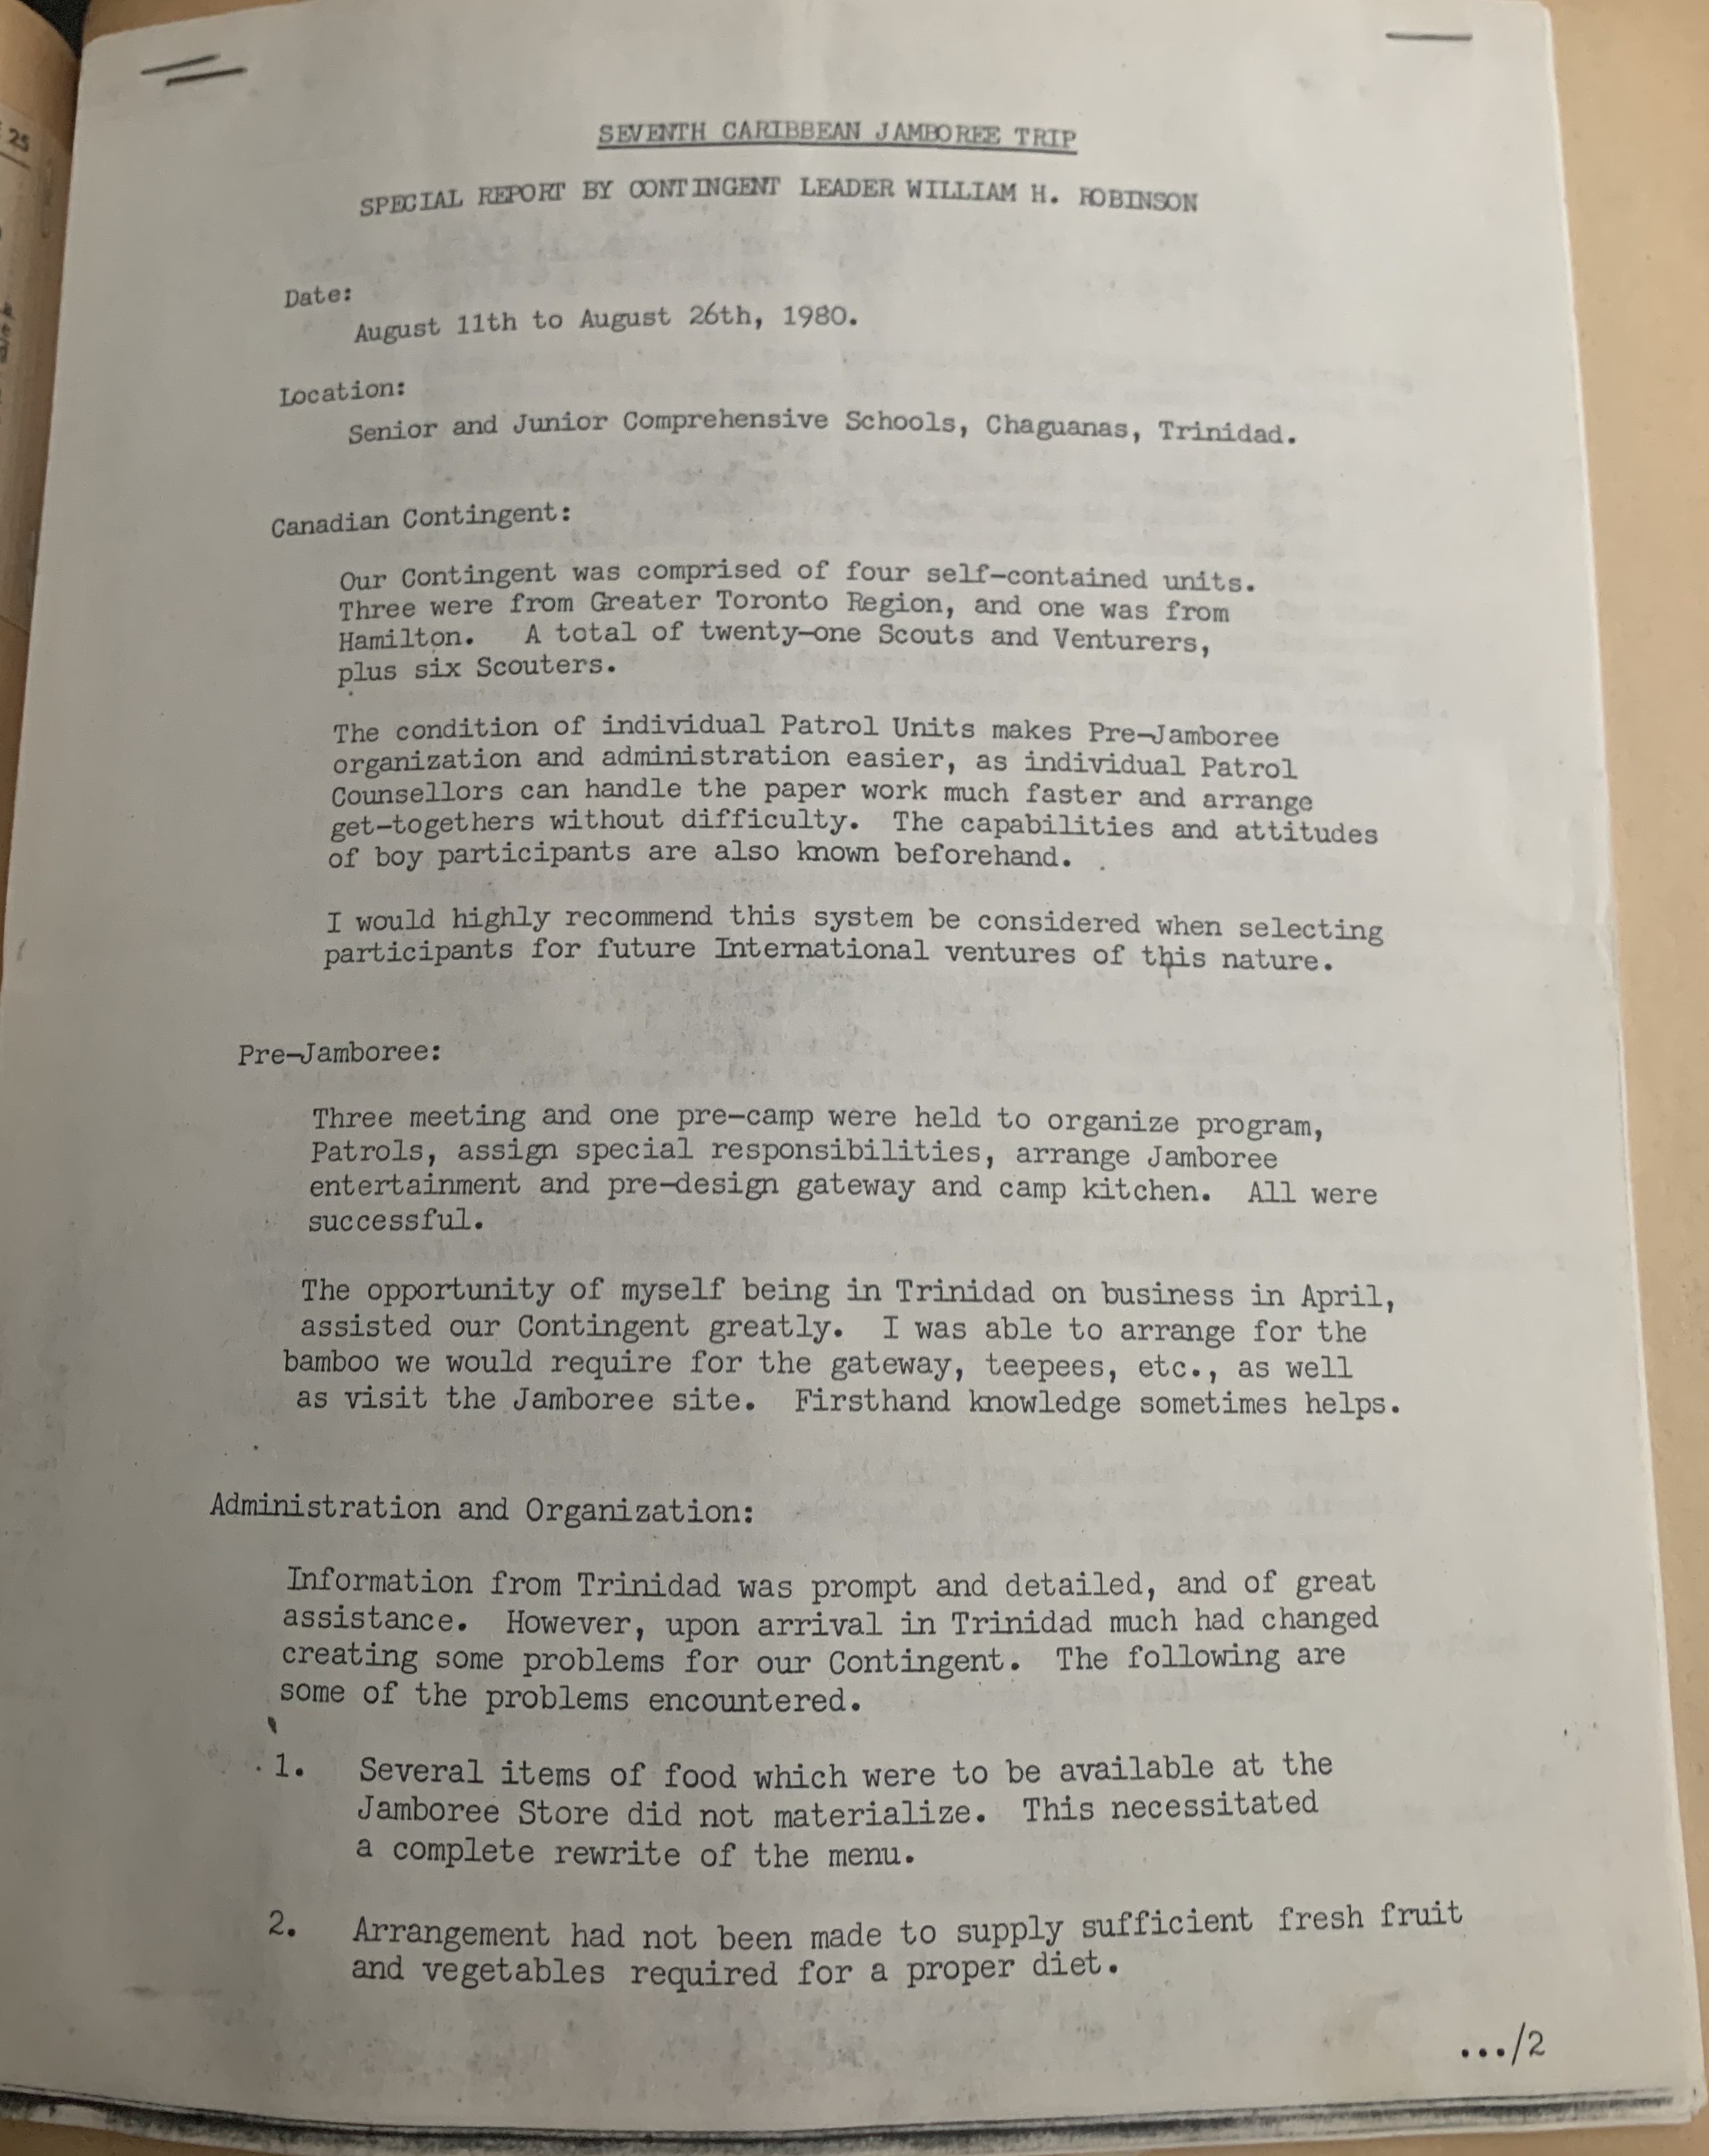 25
SEVENTH CARIBBEAN JAMBOREE TRIP
SPECIAL REPORT BY CONTINGENT LEADER WILLIAM H. ROBINSON
Date:
August 11th to August 26th, 1980.
Location:
Senior and Junior Comprehensive Schools, Chaguanas, Trinidad.
Canadian Contingent:
Our Contingent was comprised of four self-contained units.
Three were from Greater Toronto Region, and one was from
Hamilton. A total of twenty-one Scouts and Venturers,
plus six Scouters.
The condition of individual Patrol Units makes Pre-Jamboree
organization and administration easier, as individual Patrol
Counsellors can handle the paper work much faster and arrange
get-togethers without difficulty. The capabilities and attitudes
of boy participants are also known beforehand.
I would highly recommend this system be considered when selecting
participants for future International ventures of this nature.
Pre-Jamboree:
Three meeting and one pre-camp were held to organize program,
Patrols, assign special responsibilities, arrange Jamboree
entertainment and pre-design gateway and camp kitchen. All were
successful.
The opportunity of myself being in Trinidad on business in April,
assisted our Contingent greatly. I was able to arrange for the
bamboo we would require for the gateway, teepees, etc., as well
as visit the Jamboree site. Firsthand knowledge sometimes helps.
Administration and Organization:
Information from Trinidad was prompt and detailed, and of great
assistance. However, upon arrival in Trinidad much had changed
creating some problems for our Contingent. The following are
some of the problems encountered.
1. Several items of food which were to be available at the
Jamboree Store did not materialize. This necessitated
a complete rewrite of the menu.
2. Arrangement had not been made to supply sufficient fresh fruit
and vegetables required for a proper diet.
.../2